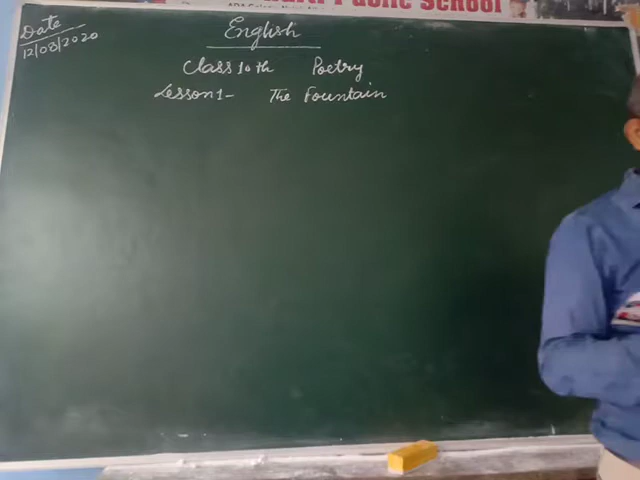 Public School
Date
12/08/2020
English
Class 10th Poetry
Lesson 1- The Fountain